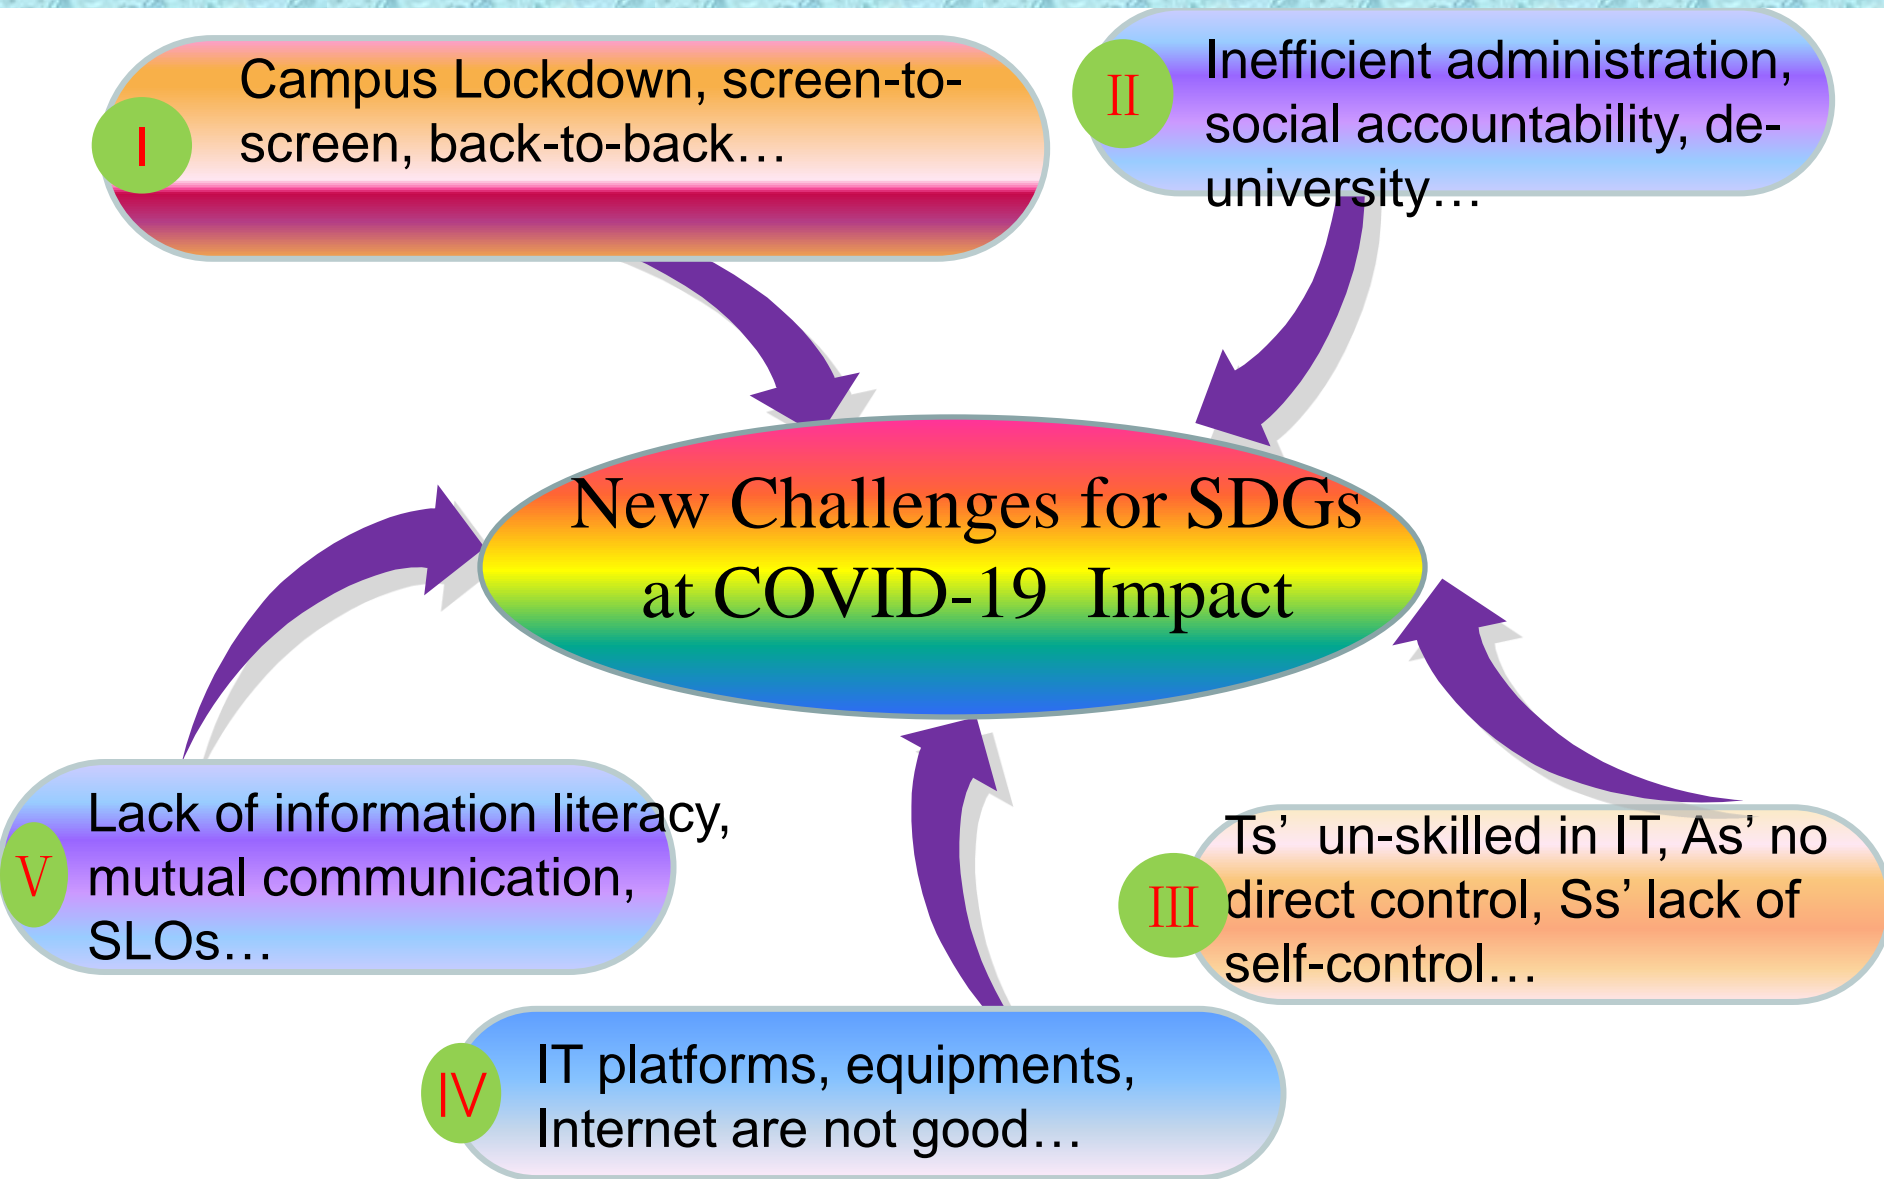 I
Campus Lockdown, screen-to-
screen, back-to-back…
II
Inefficient administration,
social accountability, de-
university…
New Challenges for SDGs
at COVID-19 Impact
III
Ts’ un-skilled in IT, As’ no
direct control, Ss’ lack of
self-control…
IV
IT platforms, equipments,
Internet are not good…
V
Lack of information literacy,
mutual communication,
SLOs…